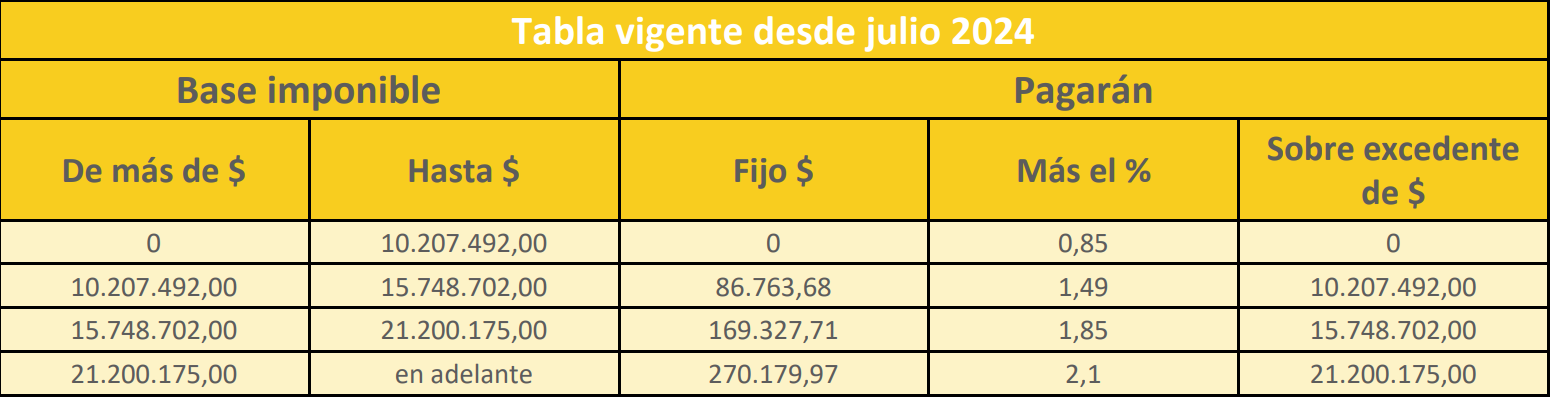 Tabla vigente desde julio 2024
Base imponible Pagarán
De más de $ Hasta $ Fijo $ Más el % Sobre excedente
de $
0 10.207.492,00 0 0,85 0
10.207.492,00 15.748.702,00 86.763,68 1,49 10.207.492,00
15.748.702,00 21.200.175,00 169.327,71 1,85 15.748.702,00
21.200.175,00 en adelante 270.179,97 2,1 21.200.175,00